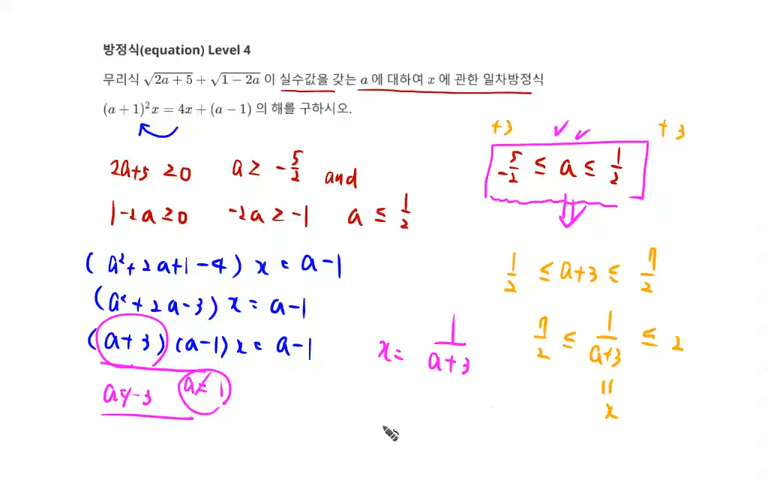 방정식(equation) Level 4
무리식 √2a + 5 + √1 − 2a 이 실수값을 갖는 a 에 대하여 x 에 관한 일차방정식
(a + 1)²x = 4x + (a − 1) 의 해를 구하시오.
+3 +3
2a+5 ≥0 a ≥ -5/2 and
-5/2 ≤ a ≤ 1/2
1-2a ≥0 -2a ≥ -1 a ≤ 1/2
(a²+2a+1-4) x = a-1
1/2 ≤ a+3 ≤ 7/2
(a²+2a-3) x = a-1
(a+3)(a-1)x = a-1
x= 1/a+3
7/2 ≤ 1/a+3 ≤ 2
a≠-3 a≠1
=
x